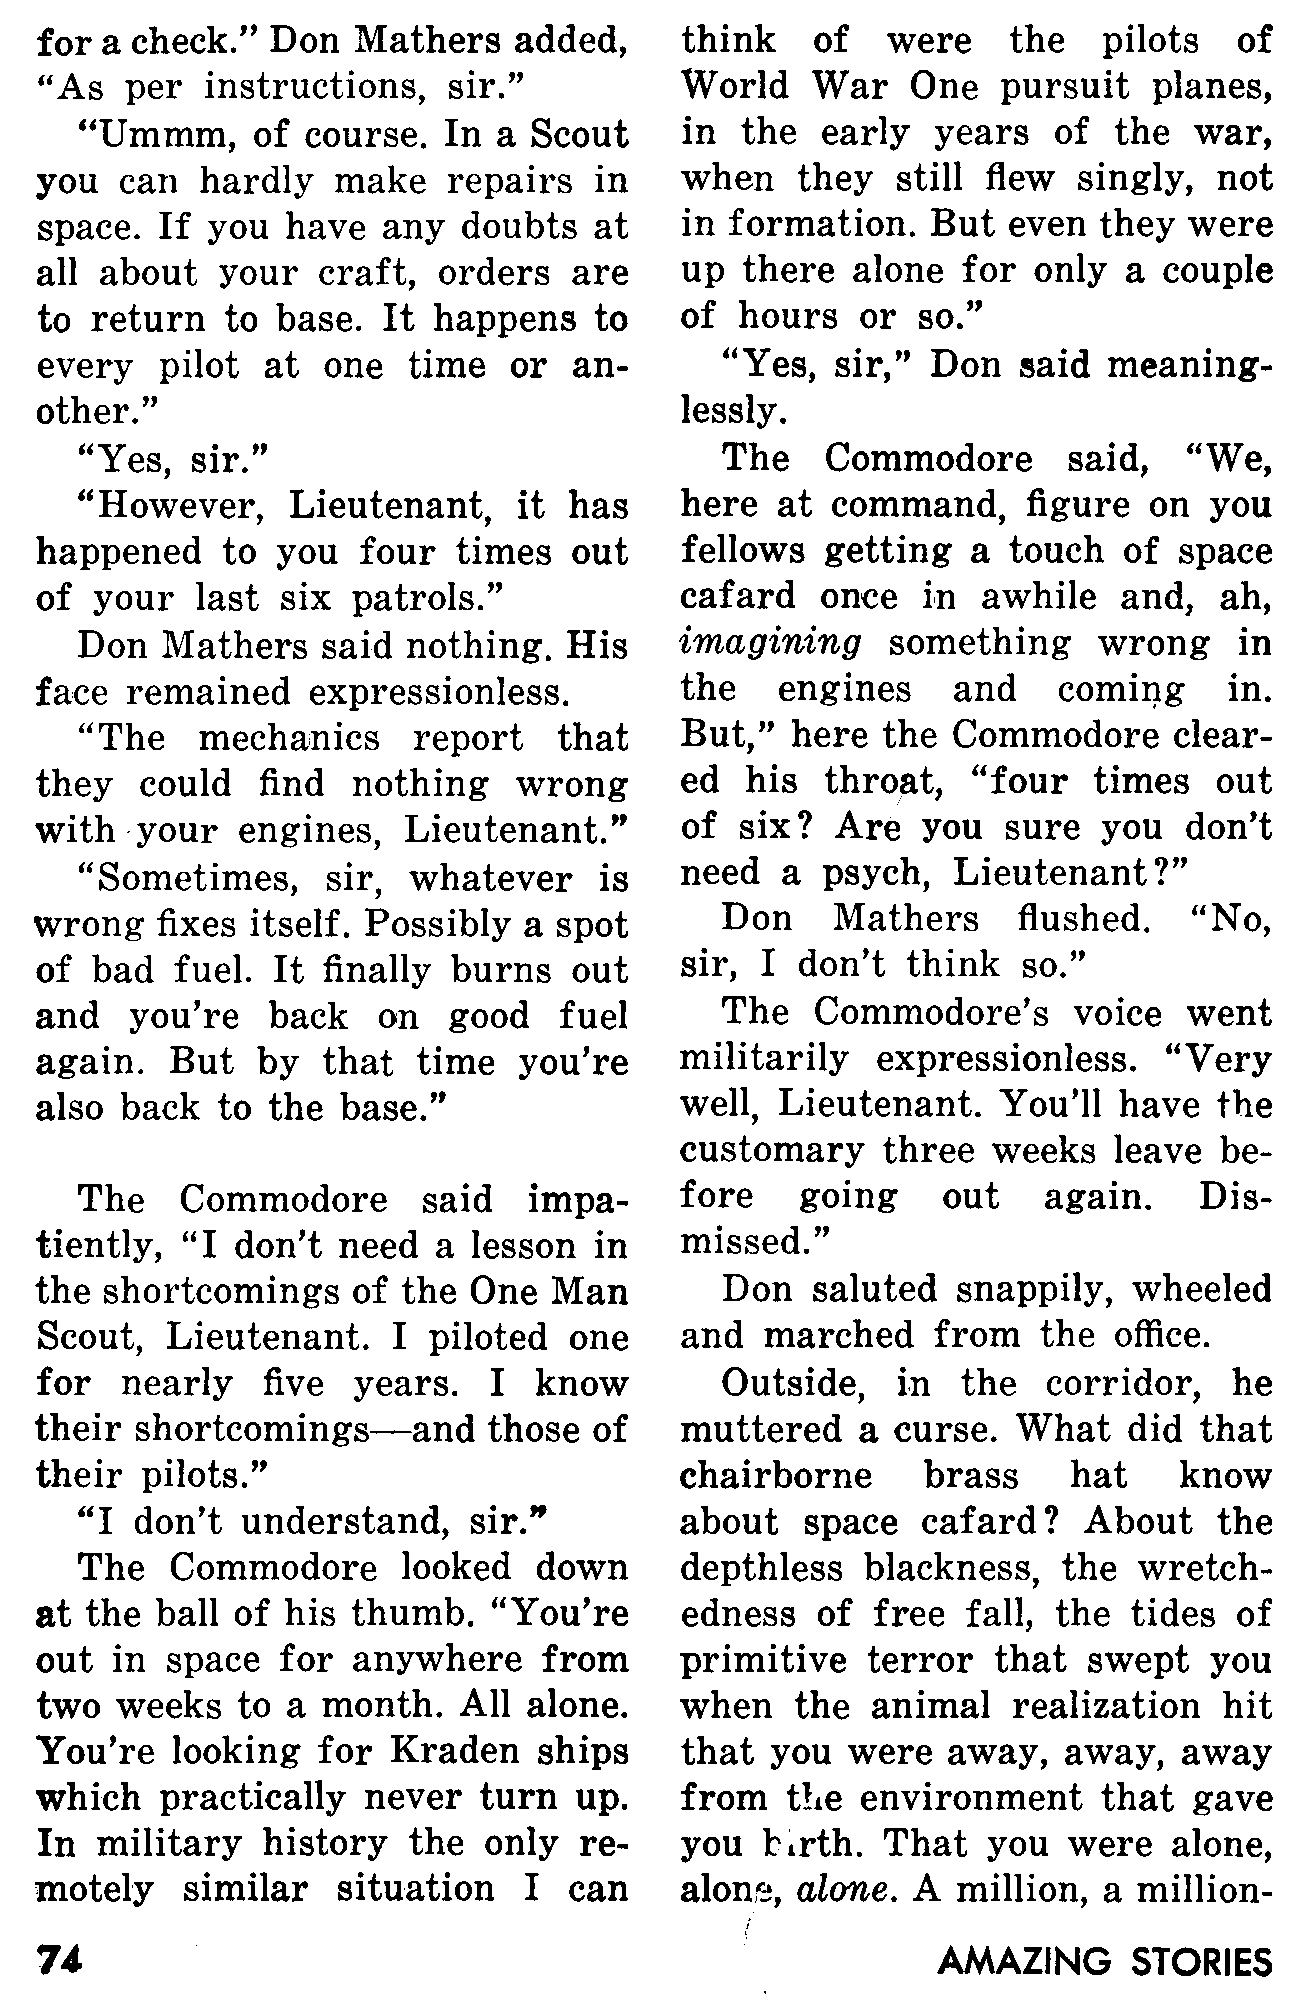 for a check." Don Mathers added,
"As per instructions, sir."
"Ummm, of course. In a Scout
you can hardly make repairs in
space. If you have any doubts at
all about your craft, orders are
to return to base. It happens to
every pilot at one time or an-
other."
"Yes, sir."
"However, Lieutenant, it has
happened to you four times out
of your last six patrols."
Don Mathers said nothing. His
face remained expressionless.
"The mechanics report that
they could find nothing wrong
with your engines, Lieutenant."
"Sometimes, sir, whatever is
wrong fixes itself. Possibly a spot
of bad fuel. It finally burns out
and you're back on good fuel
again. But by that time you're
also back to the base."
The Commodore said impa-
tiently, "I don't need a lesson in
the shortcomings of the One Man
Scout, Lieutenant. I piloted one
for nearly five years. I know
their shortcomings—and those of
their pilots."
"I don't understand, sir."
The Commodore looked down
at the ball of his thumb. "You're
out in space for anywhere from
two weeks to a month. All alone.
You're looking for Kraden ships
which practically never turn up.
In military history the only re-
motely similar situation I can
think of were the pilots of
World War One pursuit planes,
in the early years of the war,
when they still flew singly, not
in formation. But even they were
up there alone for only a couple
of hours or so."
"Yes, sir," Don said meaning-
lessly.
The Commodore said, "We,
here at command, figure on you
fellows getting a touch of space
cafard once in awhile and, ah,
imagining something wrong in
the engines and coming in.
But," here the Commodore clear-
ed his throat, "four times out
of six? Are you sure you don't
need a psych, Lieutenant?"
Don Mathers flushed. "No,
sir, I don't think so."
The Commodore's voice went
militarily expressionless. "Very
well, Lieutenant. You'll have the
customary three weeks leave be-
fore going out again. Dis-
missed."
Don saluted snappily, wheeled
and marched from the office.
Outside, in the corridor, he
muttered a curse. What did that
chairborne brass hat know
about space cafard? About the
depthless blackness, the wretch-
edness of free fall, the tides of
primitive terror that swept you
when the animal realization hit
that you were away, away, away
from the environment that gave
you birth. That you were alone,
alone, alone. A million, a million-
74
AMAZING STORIES